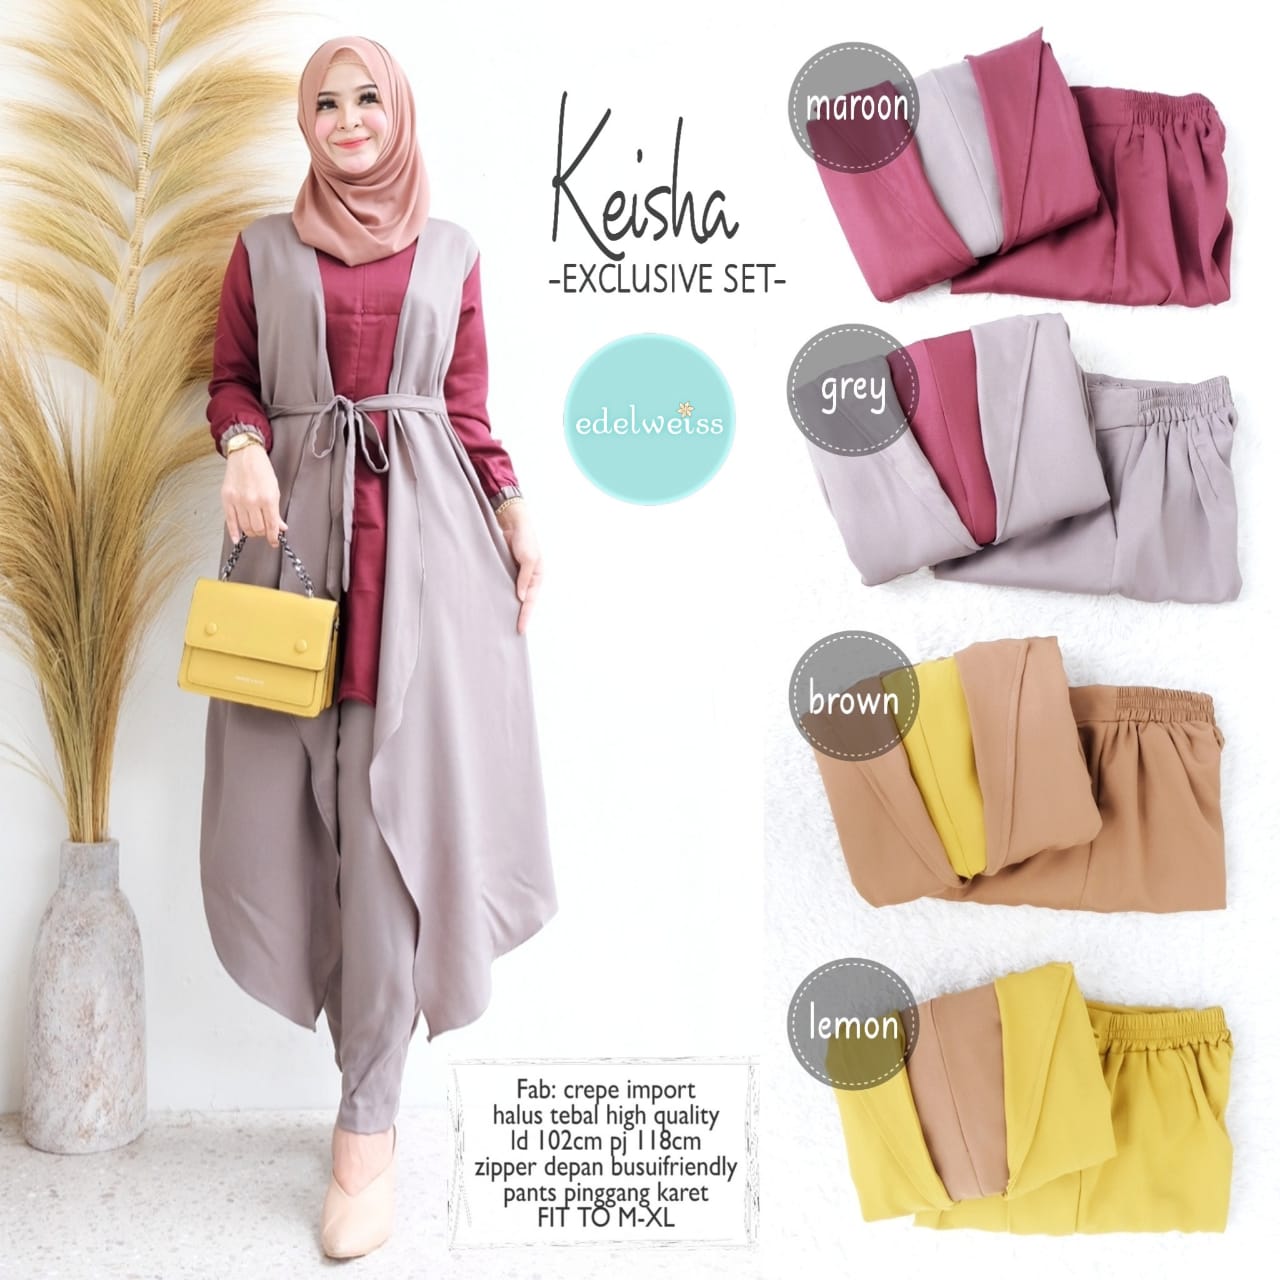 Keisha
-EXCLUSIVE SET-
edelweiss
maroon
grey
brown
lemon
Fab: crepe import
halus tebal high quality
ld 102cm pj 118cm
zipper depan busuifriendly
pants pinggang karet
FIT TO M-XL